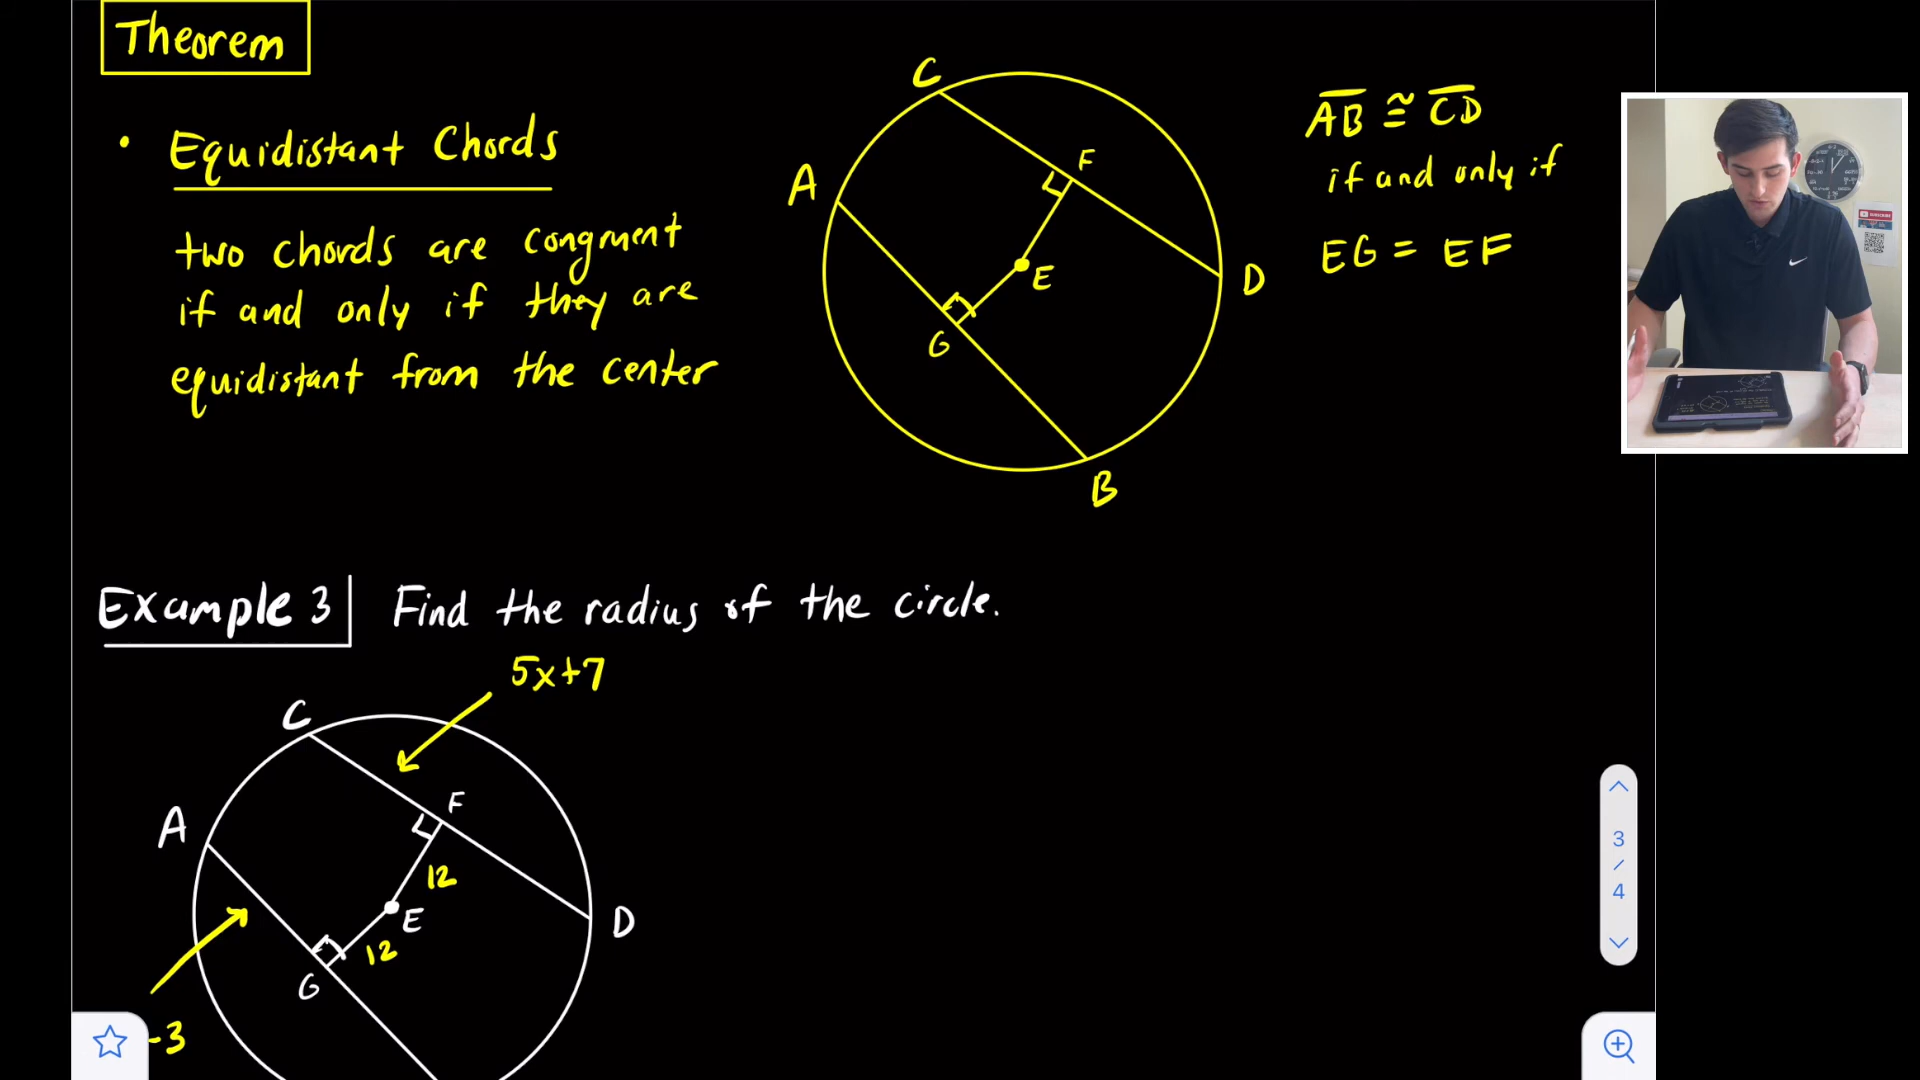 Theorem
• Equidistant Chords
two chords are congruent
if and only if they are
equidistant from the center
C
A
F
E
D
G
B
AB ≅ CD
if and only if
EG = EF
Example 3 Find the radius of the circle.
5x+7
C
F
A
12
E
D
12
G
-3
3
/
4
SUBSCRIBE